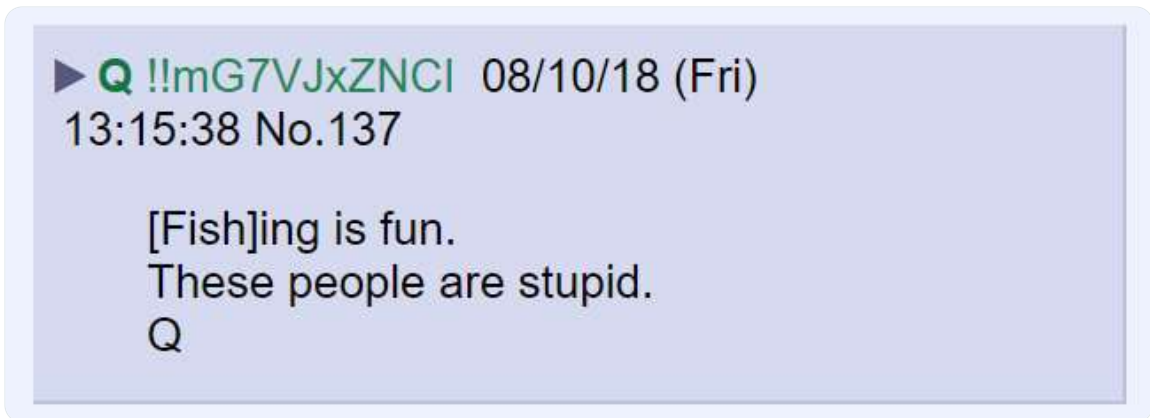 ▶ Q !!mG7VJxZNCI 08/10/18 (Fri)
13:15:38 No.137
[Fish]ing is fun.
These people are stupid.
Q